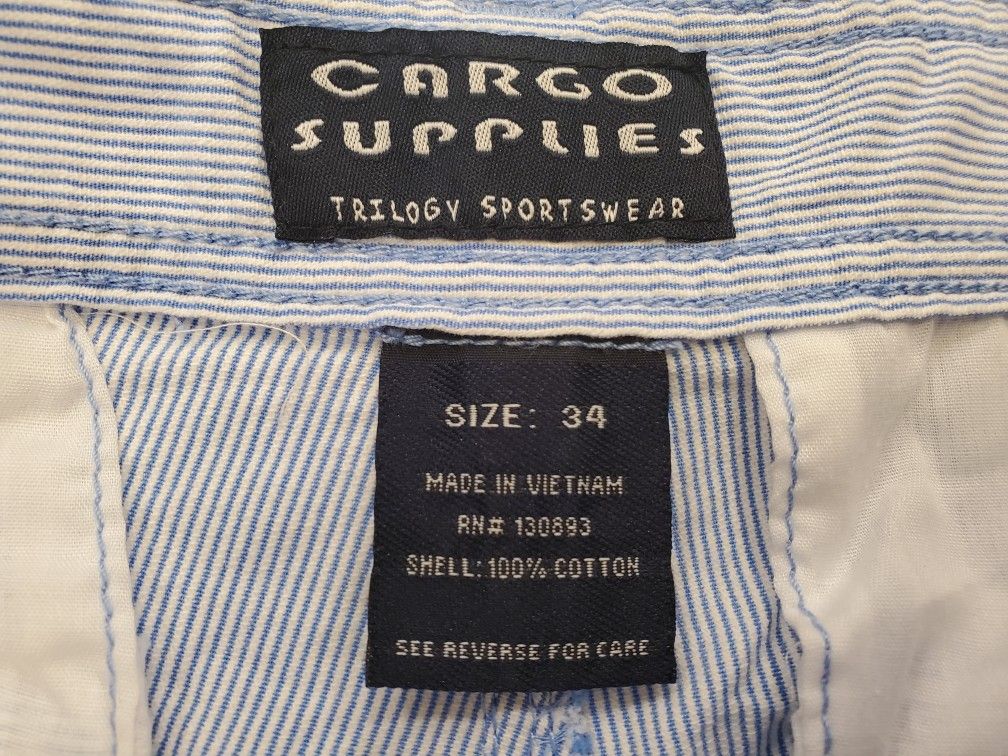 CARGO
SUPPLIES
TRILOGY SPORTSWEAR
SIZE: 34
MADE IN VIETNAM
RN# 130893
SHELL: 100% COTTON
SEE REVERSE FOR CARE